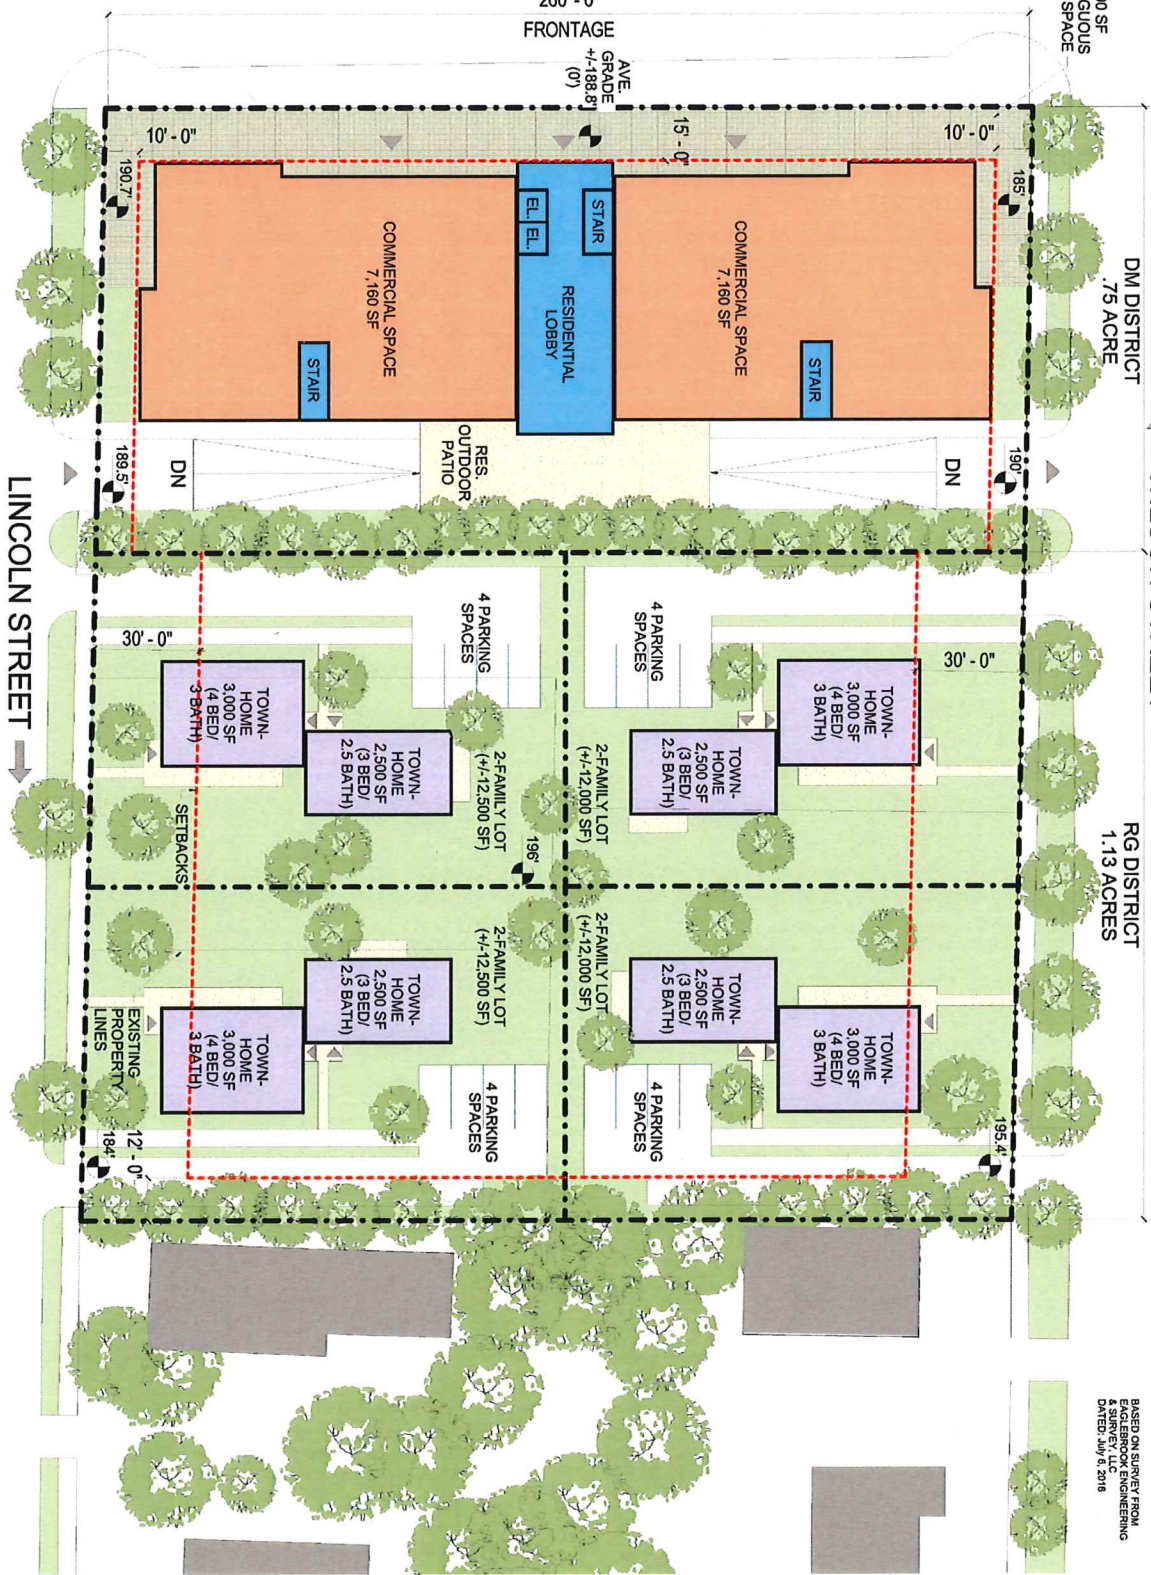 260' - 0"
FRONTAGE
SPACE
AVE.
GRADE
+/-188.8'
(0')
10' - 0"
15' - 0"
10' - 0"
190.7'
185'
DM DISTRICT
.75 ACRE
EL.
EL.
STAIR
COMMERCIAL SPACE
7,160 SF
RESIDENTIAL
LOBBY
COMMERCIAL SPACE
7,160 SF
STAIR
STAIR
RES.
OUTDOOR
PATIO
DN
DN
189.5'
190'
LINCOLN STREET
4 PARKING
SPACES
4 PARKING
SPACES
30' - 0"
30' - 0"
TOWN-
HOME
3,000 SF
(4 BED/
3 BATH)
TOWN-
HOME
2,500 SF
(3 BED/
2.5 BATH)
2-FAMILY LOT
(+/-12,500 SF)
2-FAMILY LOT
(+/-12,000 SF)
TOWN-
HOME
2,500 SF
(3 BED/
2.5 BATH)
TOWN-
HOME
3,000 SF
(4 BED/
3 BATH)
SETBACKS
196'
RG DISTRICT
1.13 ACRES
2-FAMILY LOT
(+/-12,500 SF)
2-FAMILY LOT
(+/-12,000 SF)
TOWN-
HOME
2,500 SF
(3 BED/
2.5 BATH)
TOWN-
HOME
2,500 SF
(3 BED/
2.5 BATH)
TOWN-
HOME
3,000 SF
(4 BED/
3 BATH)
TOWN-
HOME
3,000 SF
(4 BED/
3 BATH)
EXISTING
PROPERTY
LINES
4 PARKING
SPACES
4 PARKING
SPACES
12' - 0"
184'
195.4'
BASED ON SURVEY FROM
EAGLEBROOK ENGINEERING
& SURVEY, LLC
DATED: July 6, 2016